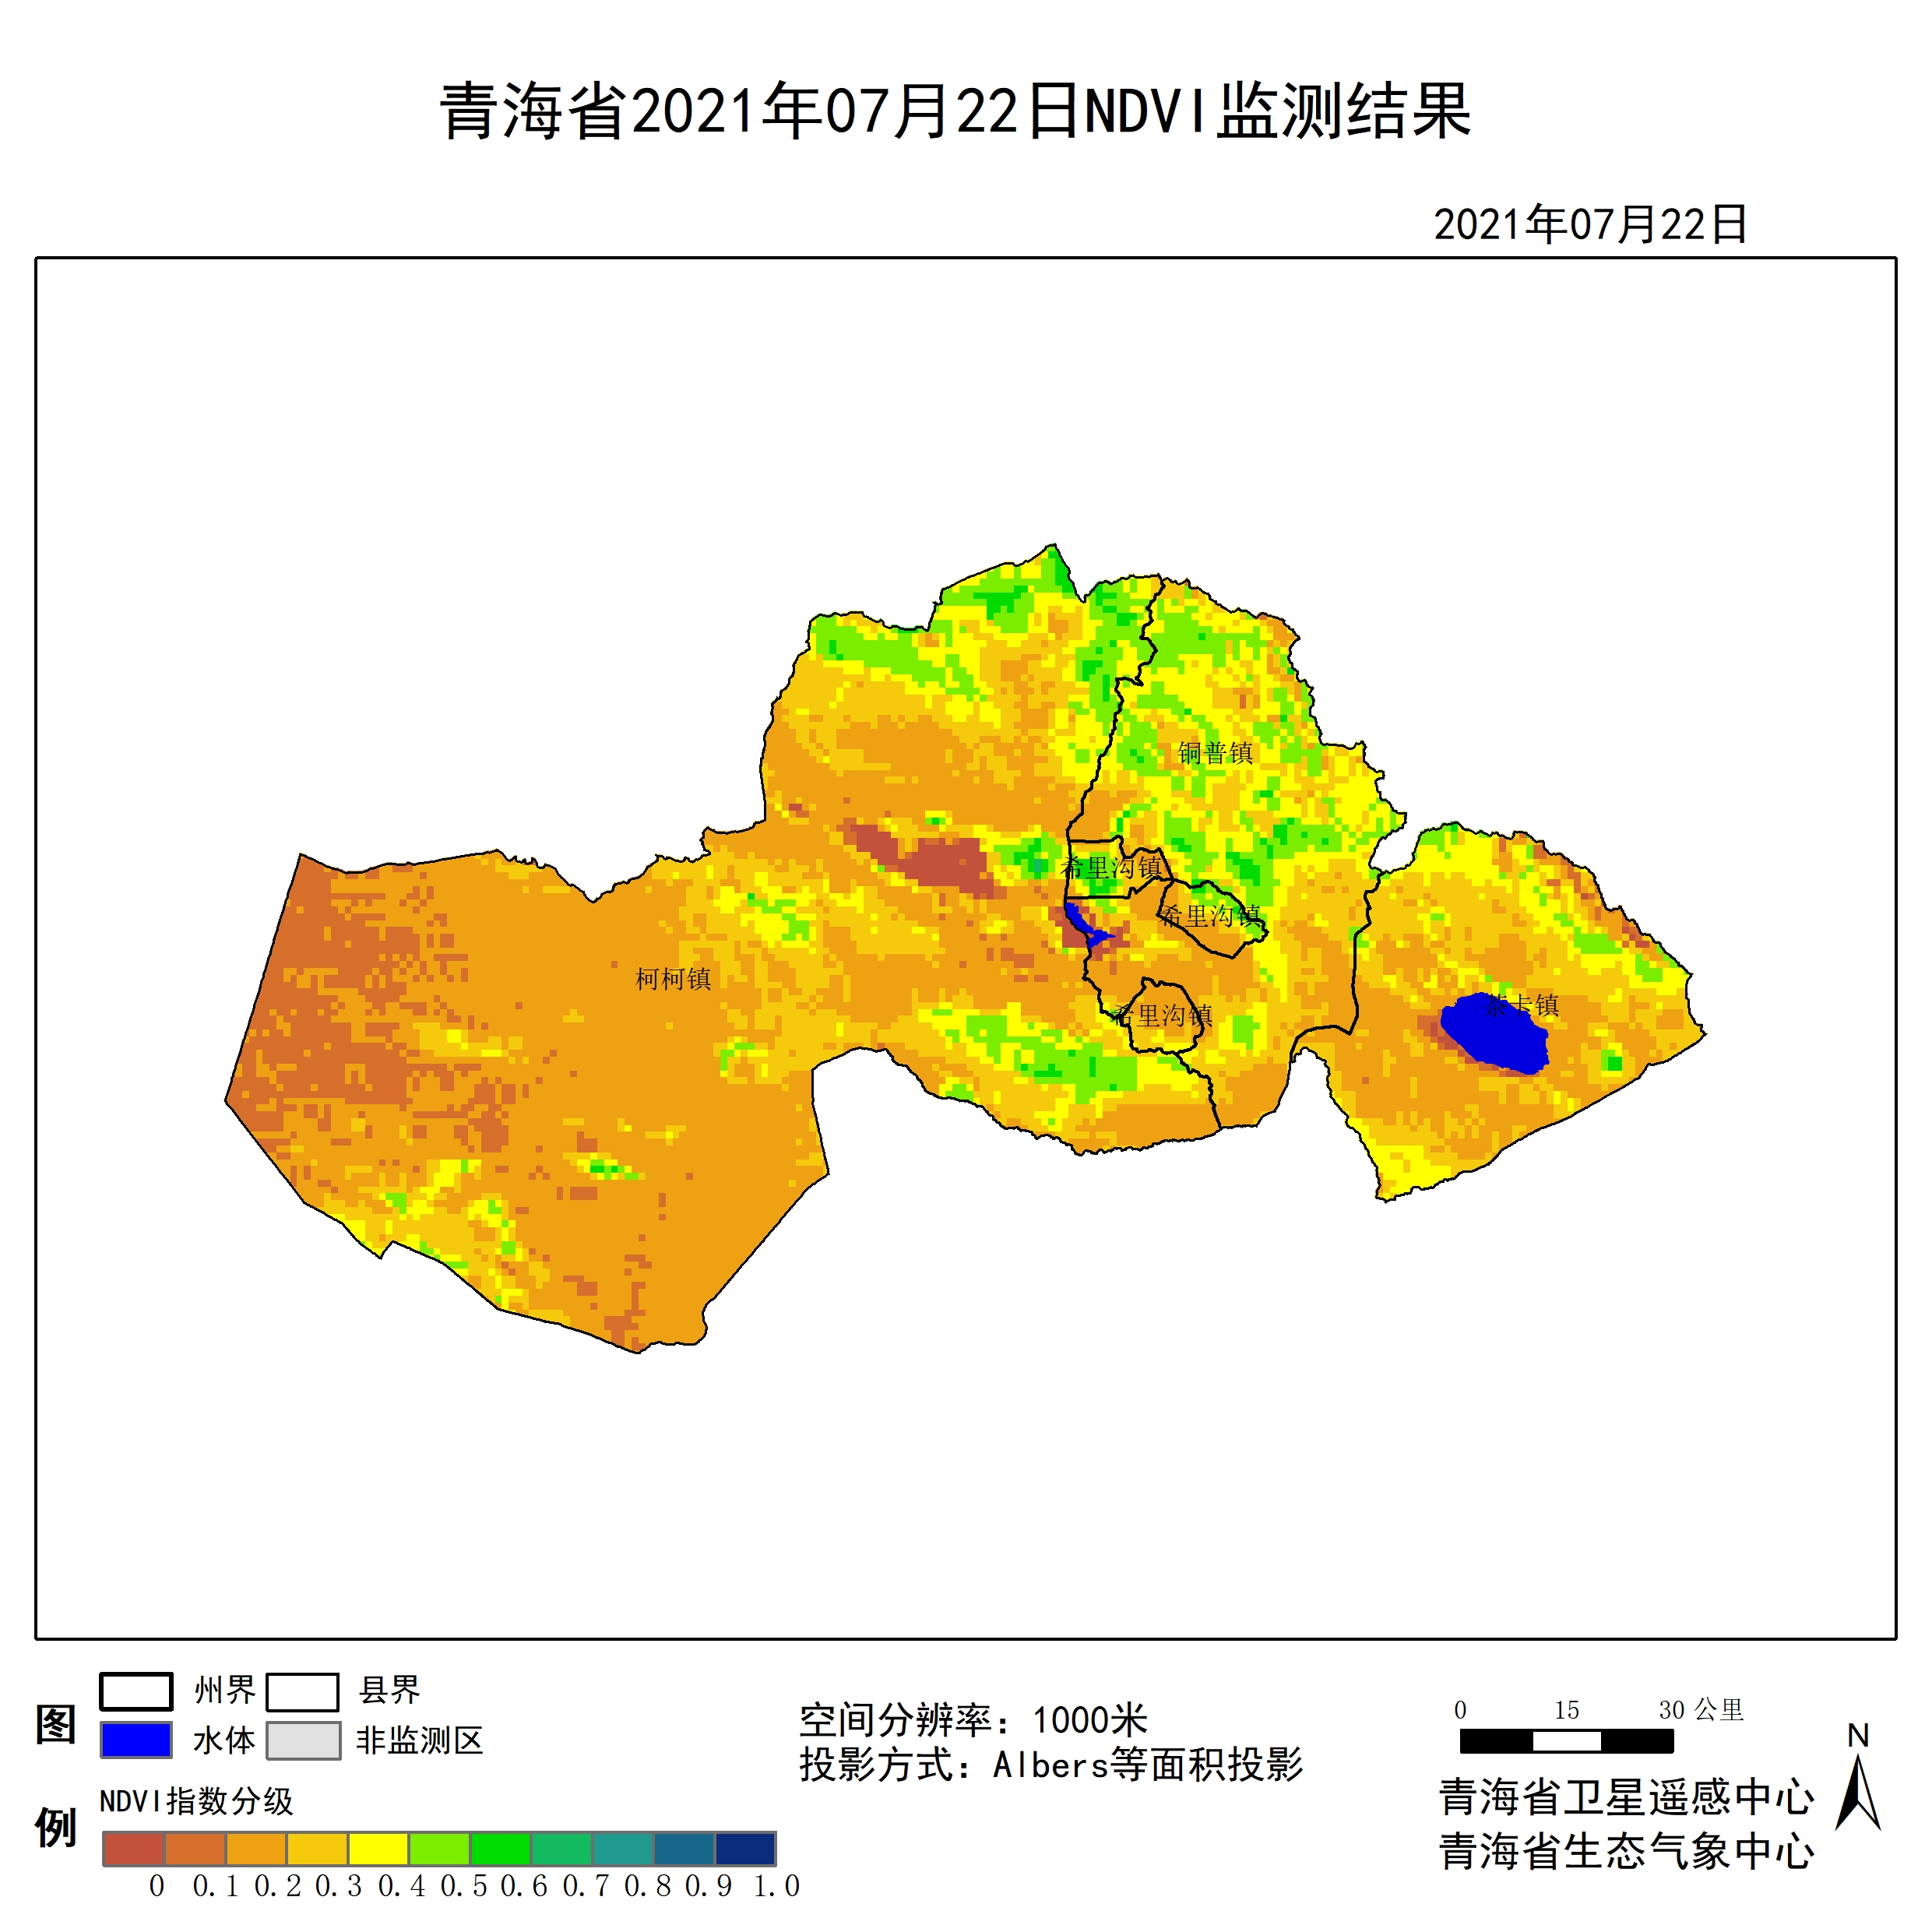 青海省2021年07月22日NDVI监测结果
2021年07月22日
铜普镇
希里沟镇
希里沟镇
柯柯镇
茶卡镇
希里沟镇
图例
州界
县界
水体
非监测区
NDVI指数分级
0 0.1 0.2 0.3 0.4 0.5 0.6 0.7 0.8 0.9 1.0
空间分辨率：1000米
投影方式：Albers等面积投影
0 15 30 公里
N
青海省卫星遥感中心
青海省生态气象中心